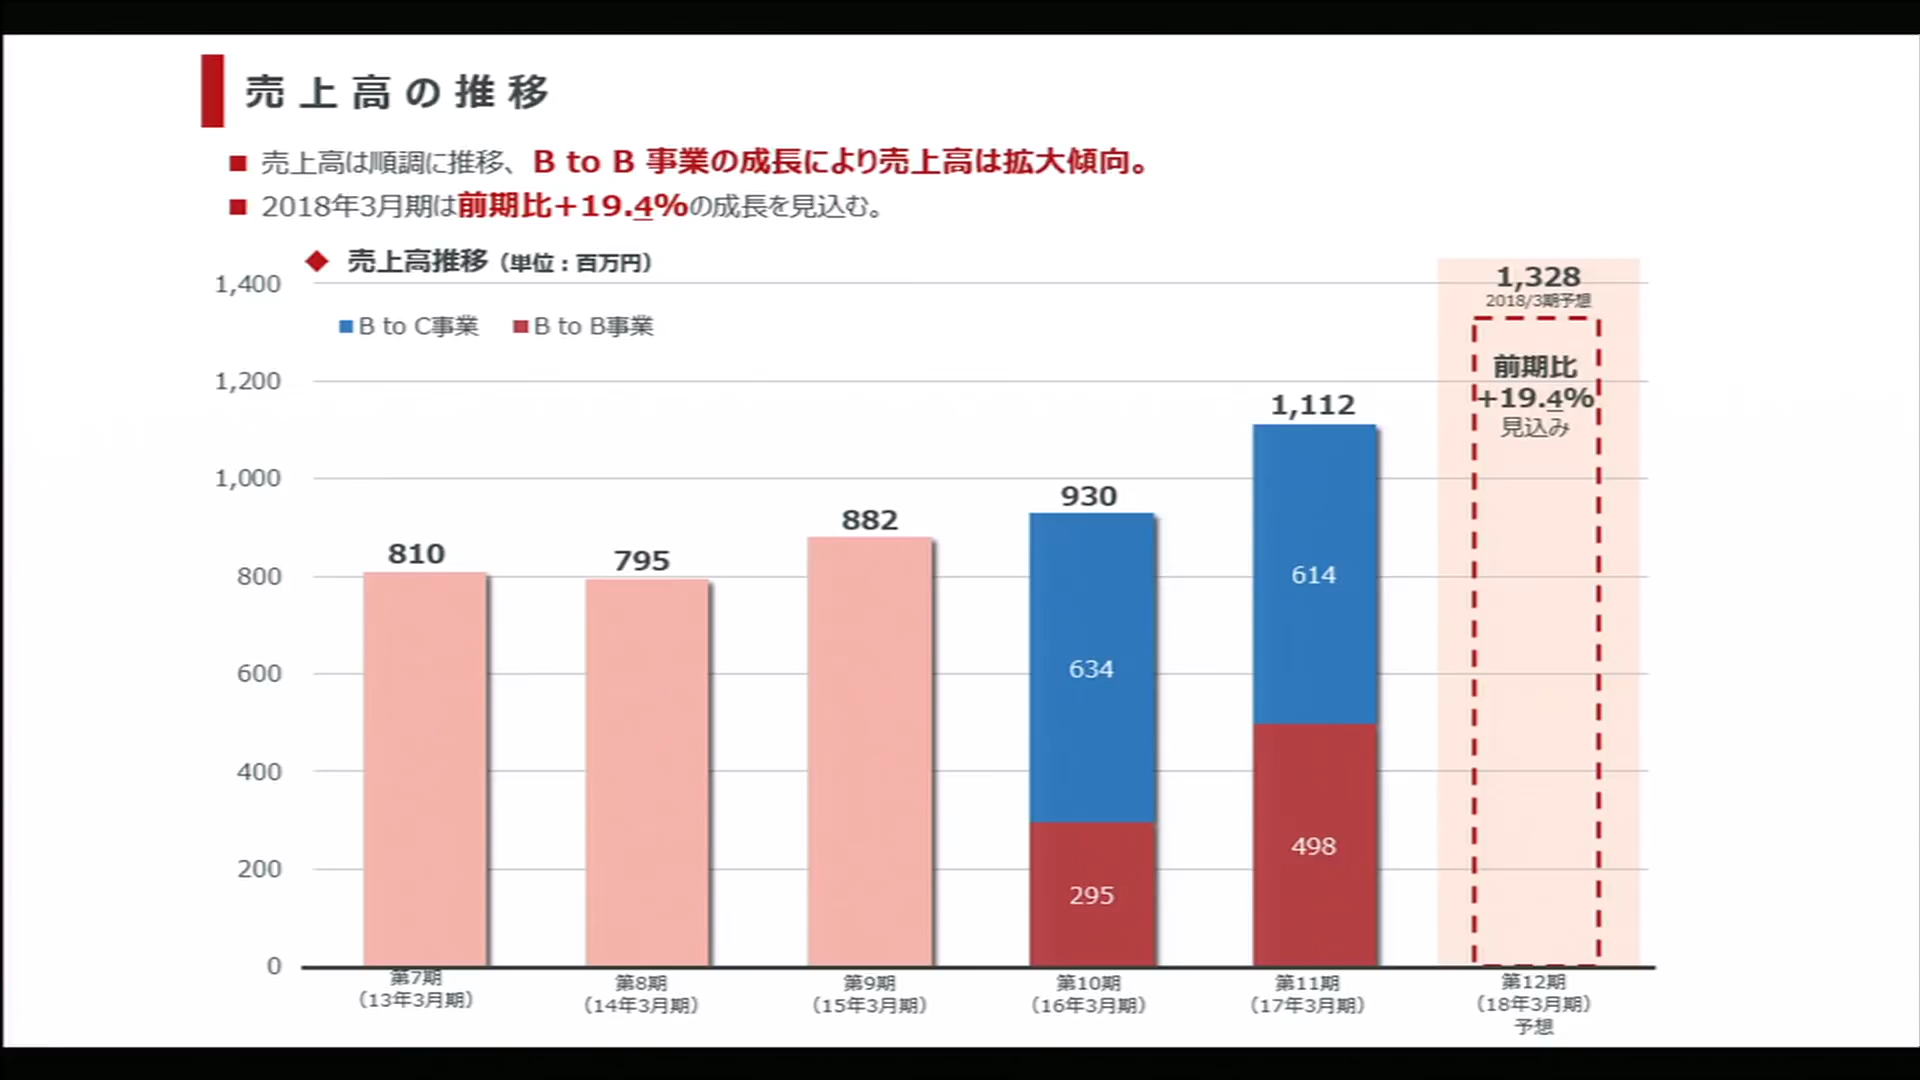 売上高の推移
■ 売上高は順調に推移、B to B 事業の成長により売上高は拡大傾向。
■ 2018年3月期は前期比+19.4%の成長を見込む。
◆ 売上高推移（単位：百万円）
■B to C事業 ■B to B事業
1,400
1,200
1,000
800
600
400
200
0
810
795
882
930
634
295
1,112
614
498
1,328
2018/3期予想
前期比
+19.4%
見込み
第7期
（13年3月期）
第8期
（14年3月期）
第9期
（15年3月期）
第10期
（16年3月期）
第11期
（17年3月期）
第12期
（18年3月期）
予想